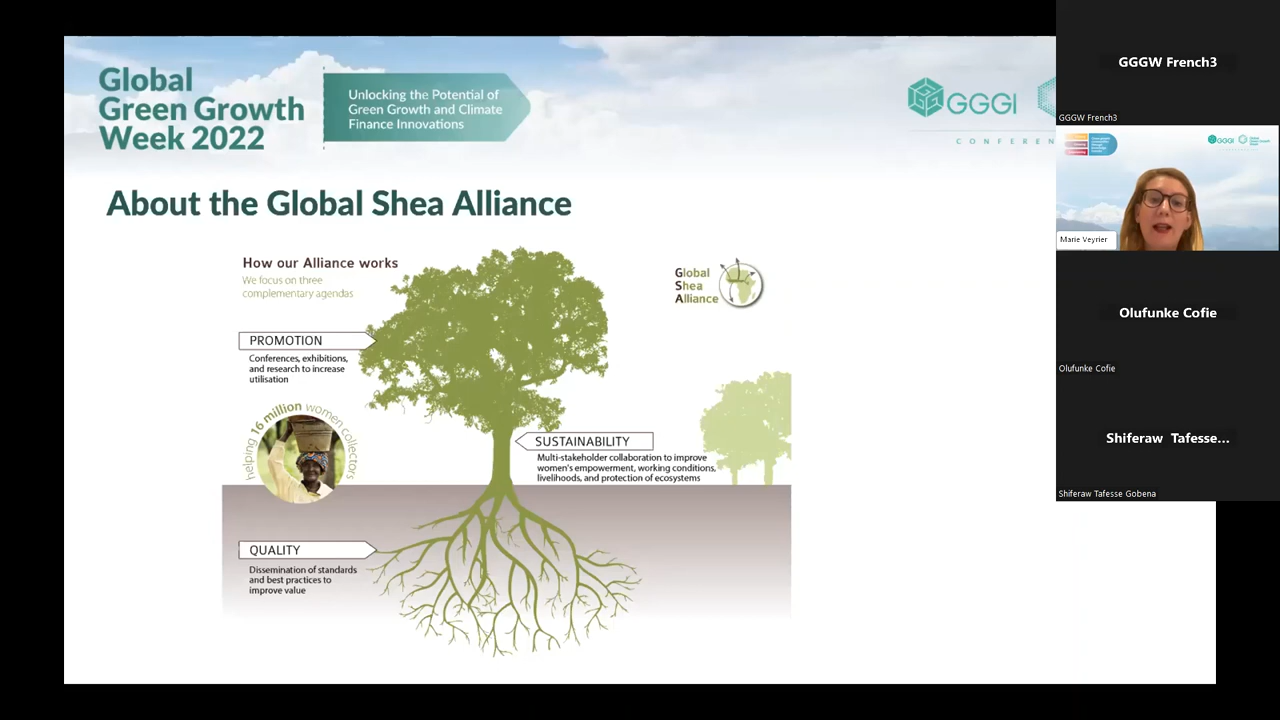 Global
Green Growth
Week 2022
Unlocking the Potential of
Green Growth and Climate
Finance Innovations
GGGI
CONFEREN
About the Global Shea Alliance
How our Alliance works
We focus on three
complementary agendas
Global
Shea
Alliance
PROMOTION
Conferences, exhibitions,
and research to increase
utilisation
helping 16 million women collectors
SUSTAINABILITY
Multi-stakeholder collaboration to improve
women's empowerment, working conditions,
livelihoods, and protection of ecosystems
QUALITY
Dissemination of standards
and best practices to
improve value
GGGW French3
GGGW French3
GGGI
Marie Veyrier
Olufunke Cofie
Olufunke Cofie
Shiferaw Tafesse...
Shiferaw Tafesse Gobena